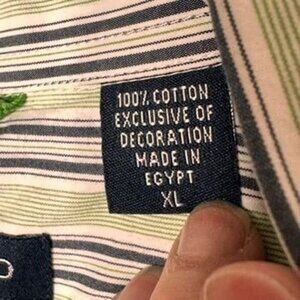 100% COTTON
EXCLUSIVE OF
DECORATION
MADE IN
EGYPT
XL